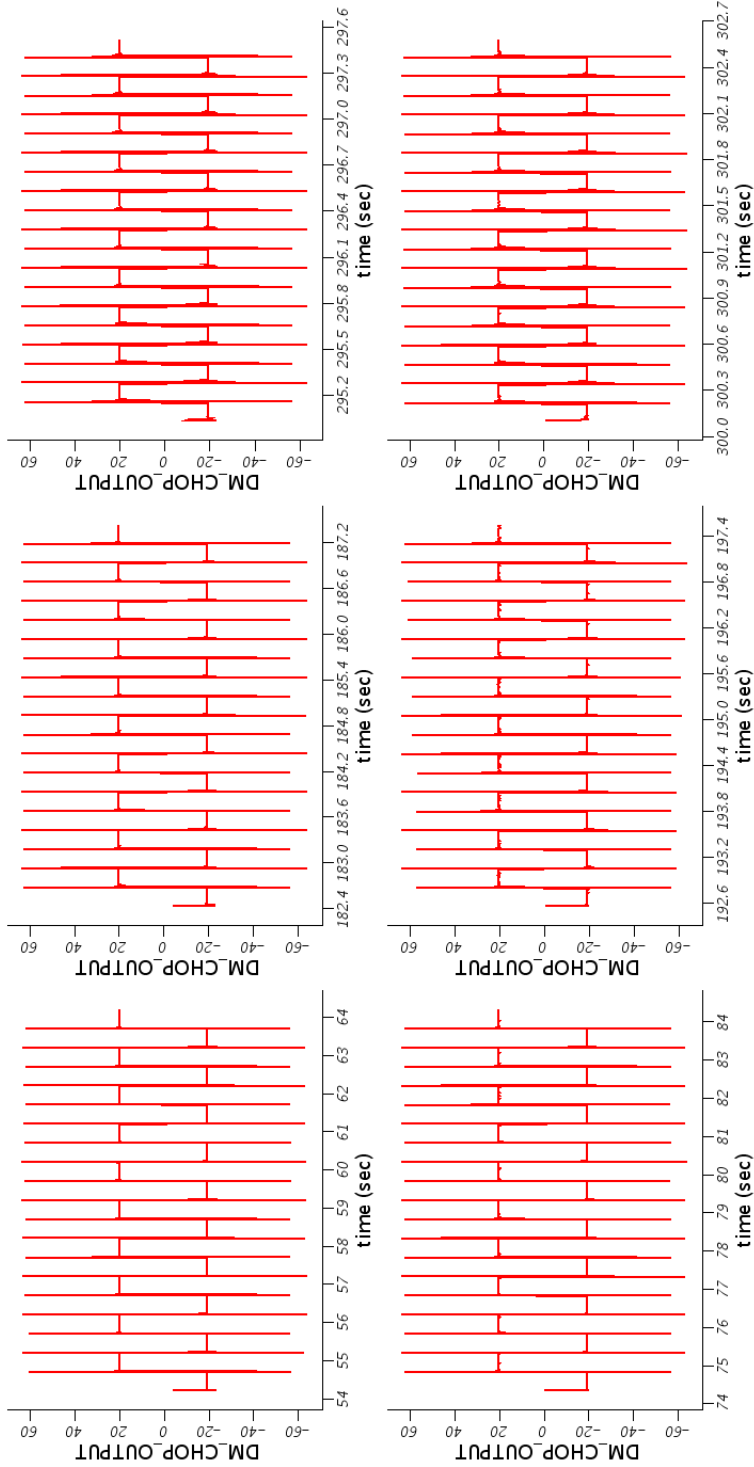 DM_CHOP_OUTPUT
60
40
20
0
-20
-40
-60
54 55 56 57 58 59 60 61 62 63 64
time (sec)
DM_CHOP_OUTPUT
60
40
20
0
-20
-40
-60
182.4 183.0 183.6 184.2 184.8 185.4 186.0 186.6 187.2
time (sec)
DM_CHOP_OUTPUT
60
40
20
0
-20
-40
-60
295.2 295.5 295.8 296.1 296.4 296.7 297.0 297.3 297.6
time (sec)
DM_CHOP_OUTPUT
60
40
20
0
-20
-40
-60
74 75 76 77 78 79 80 81 82 83 84
time (sec)
DM_CHOP_OUTPUT
60
40
20
0
-20
-40
-60
192.6 193.2 193.8 194.4 195.0 195.6 196.2 196.8 197.4
time (sec)
DM_CHOP_OUTPUT
60
40
20
0
-20
-40
-60
300.0 300.3 300.6 300.9 301.2 301.5 301.8 302.1 302.4 302.7
time (sec)